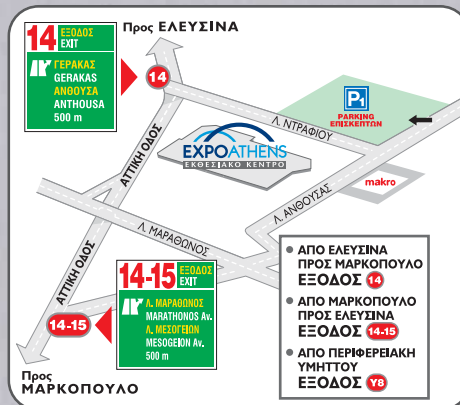 14 ΕΞΟΔΟΣ
EXIT
ΓΕΡΑΚΑΣ
GERAKAS
ΑΝΘΟΥΣΑ
ANTHOUSA
500 m
Προς ΕΛΕΥΣΙΝΑ
14
P1
PARKING
ΕΠΙΣΚΕΠΤΩΝ
Λ. ΝΤΡΑΦΙΟΥ
ΑΤΤΙΚΗ ΟΔΟΣ
EXPOATHENS
ΕΚΘΕΣΙΑΚΟ ΚΕΝΤΡΟ
makro
Λ. ΑΝΘΟΥΣΑΣ
Λ. ΜΑΡΑΘΩΝΟΣ
ΑΤΤΙΚΗ ΟΔΟΣ
14-15 ΕΞΟΔΟΣ
EXIT
Λ. ΜΑΡΑΘΩΝΟΣ
MARATHONOS Av.
Λ. ΜΕΣΟΓΕΙΩΝ
MESOGEION Av.
500 m
14-15
Προς
ΜΑΡΚΟΠΟΥΛΟ
• ΑΠΟ ΕΛΕΥΣΙΝΑ
ΠΡΟΣ ΜΑΡΚΟΠΟΥΛΟ
ΕΞΟΔΟΣ 14
• ΑΠΟ ΜΑΡΚΟΠΟΥΛΟ
ΠΡΟΣ ΕΛΕΥΣΙΝΑ
ΕΞΟΔΟΣ 14-15
• ΑΠΟ ΠΕΡΙΦΕΡΕΙΑΚΗ
ΥΜΗΤΤΟΥ
ΕΞΟΔΟΣ Υ8